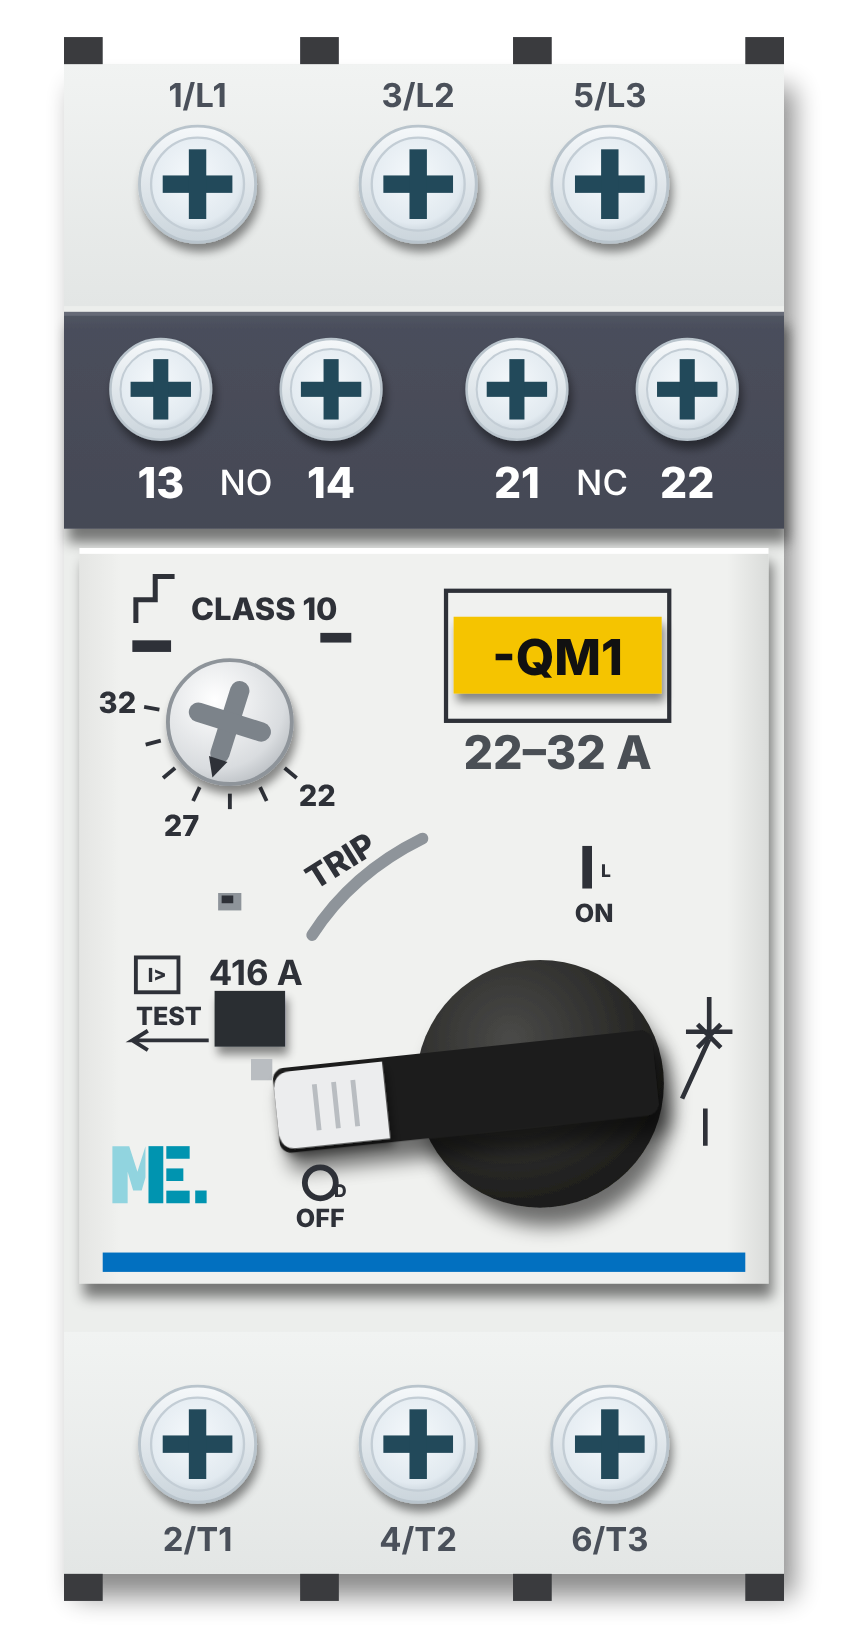 1/L1 3/L2 5/L3
13 NO 14 21 NC 22
CLASS 10
-QM1
22–32 A
32
22
27
TRIP
L
ON
I> 416 A
TEST
ME.
D
OFF
2/T1 4/T2 6/T3